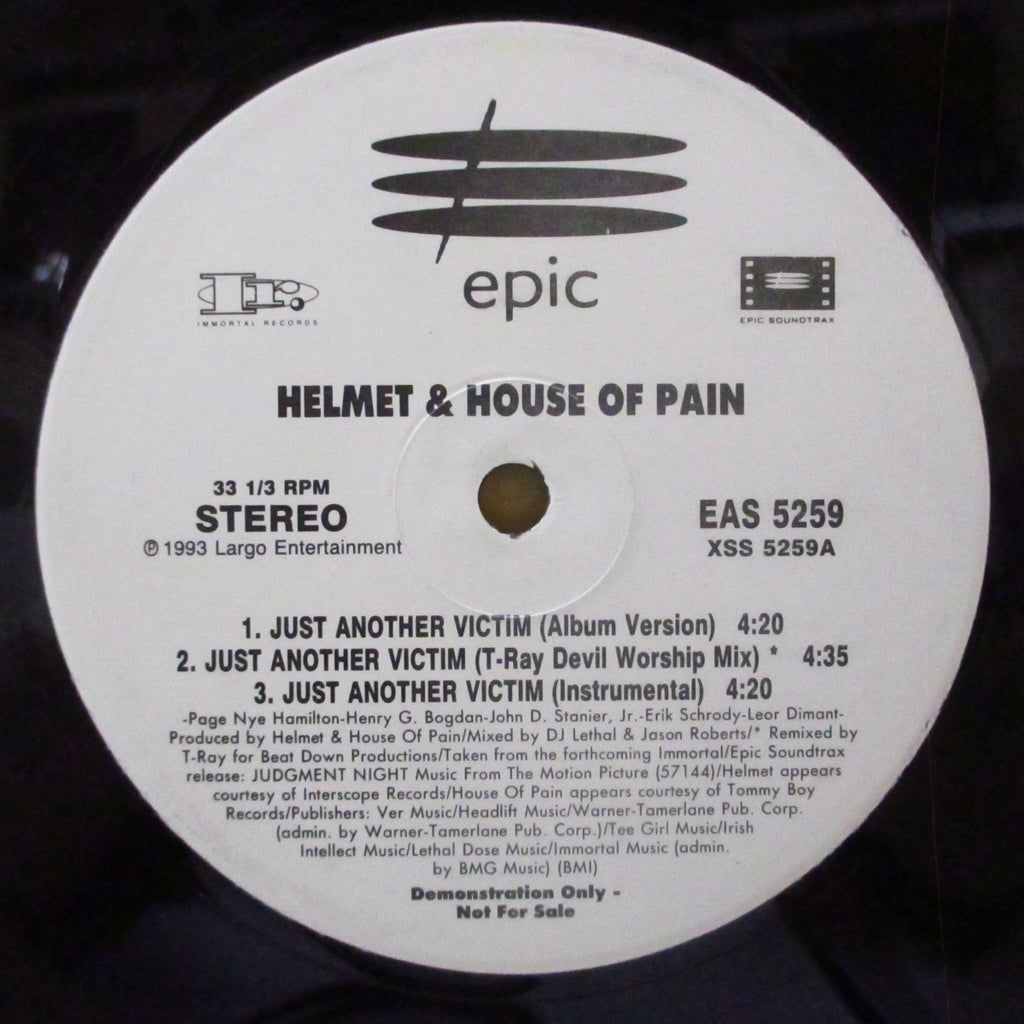 epic
IMMORTAL RECORDS
EPIC SOUNDTRAX
HELMET & HOUSE OF PAIN
33 1/3 RPM
STEREO
℗ 1993 Largo Entertainment
EAS 5259
XSS 5259A
1. JUST ANOTHER VICTIM (Album Version) 4:20
2. JUST ANOTHER VICTIM (T-Ray Devil Worship Mix) * 4:35
3. JUST ANOTHER VICTIM (Instrumental) 4:20
-Page Nye Hamilton-Henry G. Bogdan-John D. Stanier, Jr.-Erik Schrody-Leor Dimant-
Produced by Helmet & House Of Pain/Mixed by DJ Lethal & Jason Roberts/* Remixed by
T-Ray for Beat Down Productions/Taken from the forthcoming Immortal/Epic Soundtrax
release: JUDGMENT NIGHT Music From The Motion Picture (57144)/Helmet appears
courtesy of Interscope Records/House Of Pain appears courtesy of Tommy Boy
Records/Publishers: Ver Music/Headlift Music/Warner-Tamerlane Pub. Corp.
(admin. by Warner-Tamerlane Pub. Corp.)/Tee Girl Music/Irish
Intellect Music/Lethal Dose Music/Immortal Music (admin.
by BMG Music) (BMI)
Demonstration Only -
Not For Sale